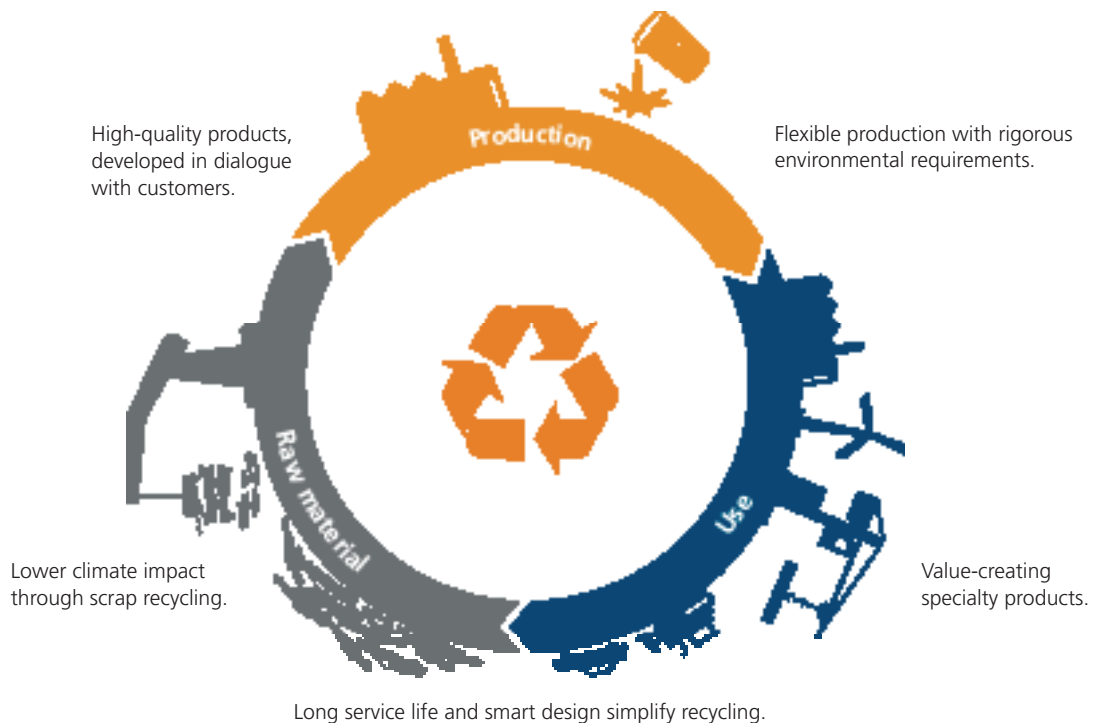 Production
High-quality products,
developed in dialogue
with customers.
Flexible production with rigorous
environmental requirements.
Raw material
Use
Lower climate impact
through scrap recycling.
Value-creating
specialty products.
Long service life and smart design simplify recycling.